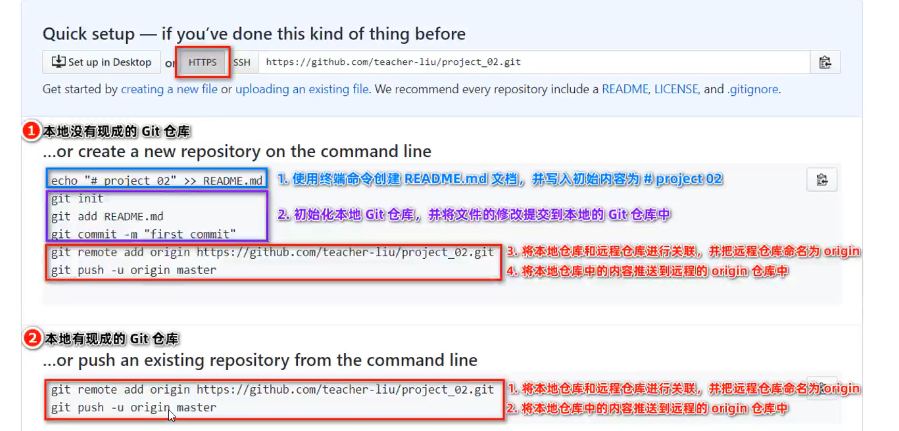 Quick setup — if you've done this kind of thing before
Set up in Desktop or HTTPS SSH https://github.com/teacher-liu/project_02.git
Get started by creating a new file or uploading an existing file. We recommend every repository include a README, LICENSE, and .gitignore.
1 本地没有现成的 Git 仓库
...or create a new repository on the command line
echo "# project_02" >> README.md 1. 使用终端命令创建 README.md 文档，并写入初始内容为 # project 02
git init
git add README.md 2. 初始化本地 Git 仓库，并将文件的修改提交到本地的 Git 仓库中
git commit -m "first commit"
git remote add origin https://github.com/teacher-liu/project_02.git 3. 将本地仓库和远程仓库进行关联，并把远程仓库命名为 origin
git push -u origin master 4. 将本地仓库中的内容推送到远程的 origin 仓库中
2 本地有现成的 Git 仓库
...or push an existing repository from the command line
git remote add origin https://github.com/teacher-liu/project_02.git 1. 将本地仓库和远程仓库进行关联，并把远程仓库命名为 origin
git push -u origin master 2. 将本地仓库中的内容推送到远程的 origin 仓库中